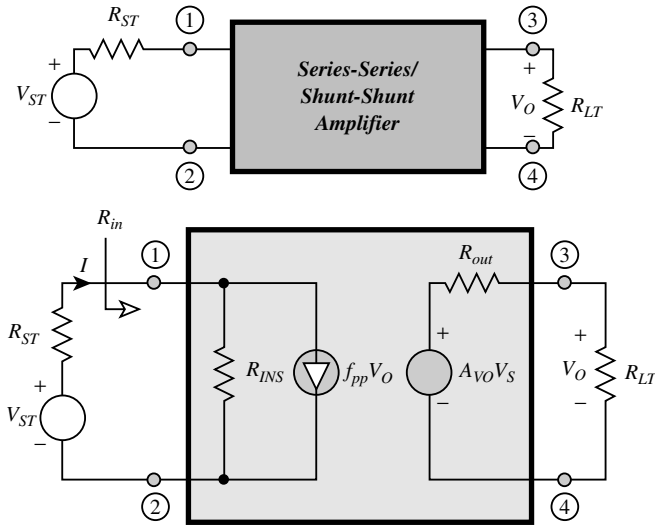 R_ST
1
3
+
V_ST
−
Series-Series/
Shunt-Shunt
Amplifier
+
V_O
−
R_LT
2
4
R_in
I
1
R_out
3
R_ST
+
V_ST
−
R_INS
f_pp V_O
+
A_VO V_S
−
+
V_O
−
R_LT
2
4